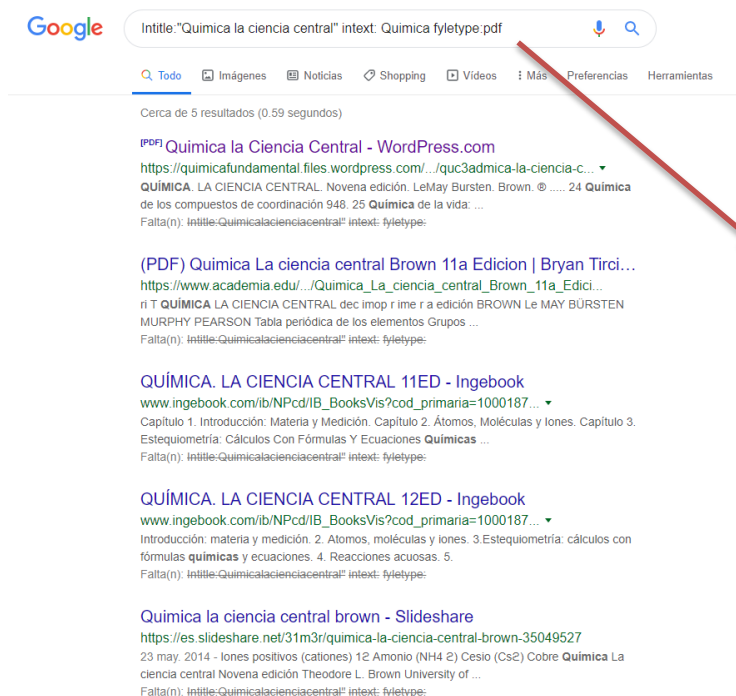 Google
Intitle:"Quimica la ciencia central" intext: Quimica fyletype:pdf
Todo Imágenes Noticias Shopping Vídeos Más Preferencias Herramientas
Cerca de 5 resultados (0.59 segundos)
[PDF] Quimica la Ciencia Central - WordPress.com
https://quimicafundamental.files.wordpress.com/.../quc3admica-la-ciencia-c...
QUÍMICA. LA CIENCIA CENTRAL. Novena edición. LeMay Bursten. Brown. ® ..... 24 Química
de los compuestos de coordinación 948. 25 Química de la vida: ...
Falta(n): Intitle:Quimicalacienciacentral" intext: fyletype:
(PDF) Quimica La ciencia central Brown 11a Edicion | Bryan Tirci...
https://www.academia.edu/.../Quimica_La_ciencia_central_Brown_11a_Edici...
ri T QUÍMICA LA CIENCIA CENTRAL dec imop r ime r a edición BROWN Le MAY BÜRSTEN
MURPHY PEARSON Tabla periódica de los elementos Grupos ...
Falta(n): Intitle:Quimicalacienciacentral" intext: fyletype:
QUÍMICA. LA CIENCIA CENTRAL 11ED - Ingebook
www.ingebook.com/ib/NPcd/IB_BooksVis?cod_primaria=1000187...
Capítulo 1. Introducción: Materia y Medición. Capítulo 2. Átomos, Moléculas y Iones. Capítulo 3.
Estequiometría: Cálculos Con Fórmulas Y Ecuaciones Químicas ...
Falta(n): Intitle:Quimicalacienciacentral" intext: fyletype:
QUÍMICA. LA CIENCIA CENTRAL 12ED - Ingebook
www.ingebook.com/ib/NPcd/IB_BooksVis?cod_primaria=1000187...
Introducción: materia y medición. 2. Atomos, moléculas y iones. 3.Estequiometría: cálculos con
fórmulas químicas y ecuaciones. 4. Reacciones acuosas. 5.
Falta(n): Intitle:Quimicalacienciacentral" intext: fyletype:
Quimica la ciencia central brown - Slideshare
https://es.slideshare.net/31m3r/quimica-la-ciencia-central-brown-35049527
23 may. 2014 - Iones positivos (cationes) 12 Amonio (NH4 2) Cesio (Cs2) Cobre Química La
ciencia central Novena edición Theodore L. Brown University of ...
Falta(n): Intitle:Quimicalacienciacentral" intext: fyletype: